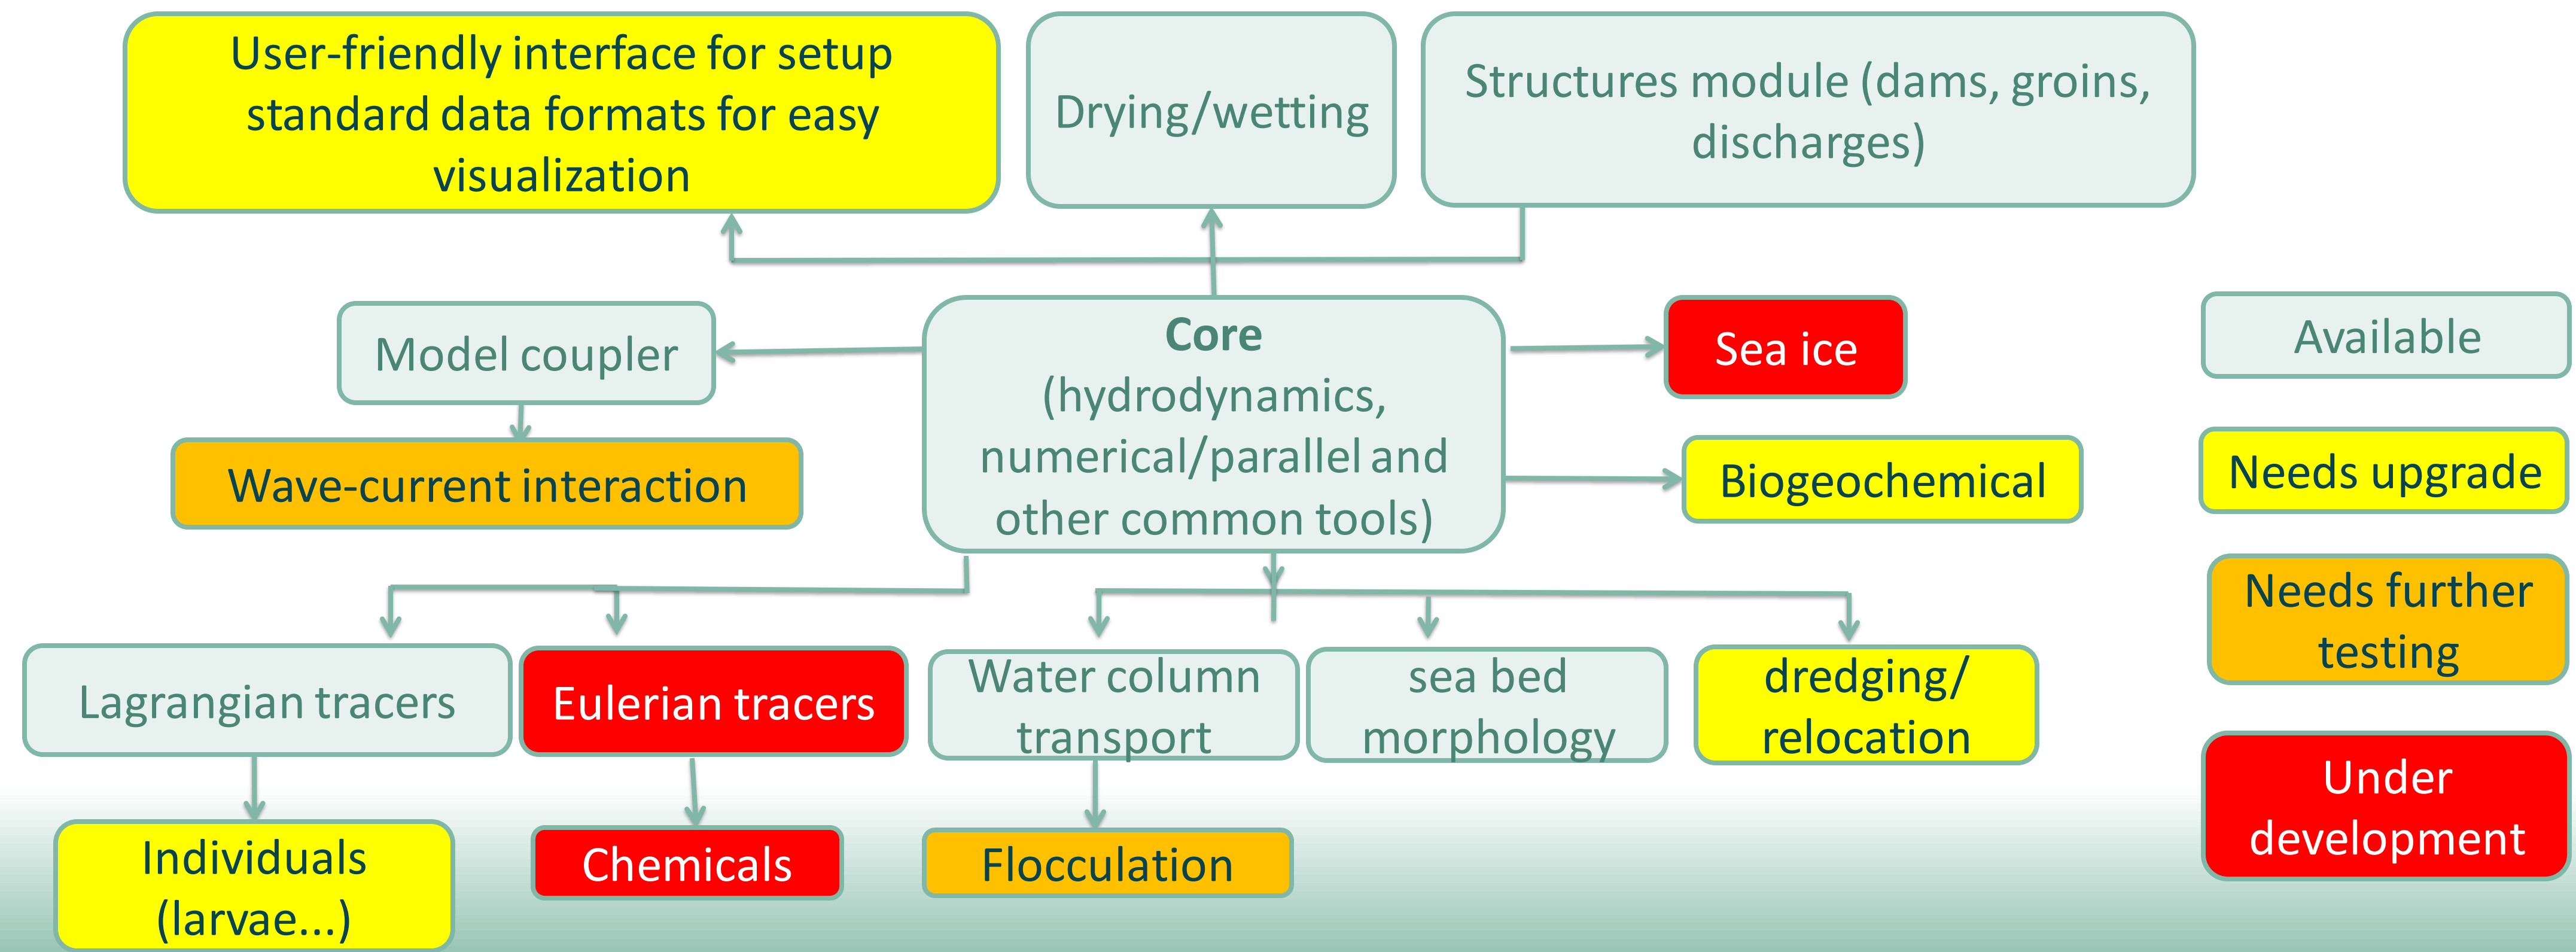 User-friendly interface for setup
standard data formats for easy
visualization
Drying/wetting
Structures module (dams, groins,
discharges)
Model coupler
Core
(hydrodynamics,
numerical/parallel and
other common tools)
Sea ice
Available
Wave-current interaction
Biogeochemical
Needs upgrade
Needs further
testing
Lagrangian tracers
Eulerian tracers
Water column
transport
sea bed
morphology
dredging/
relocation
Under
development
Individuals
(larvae...)
Chemicals
Flocculation